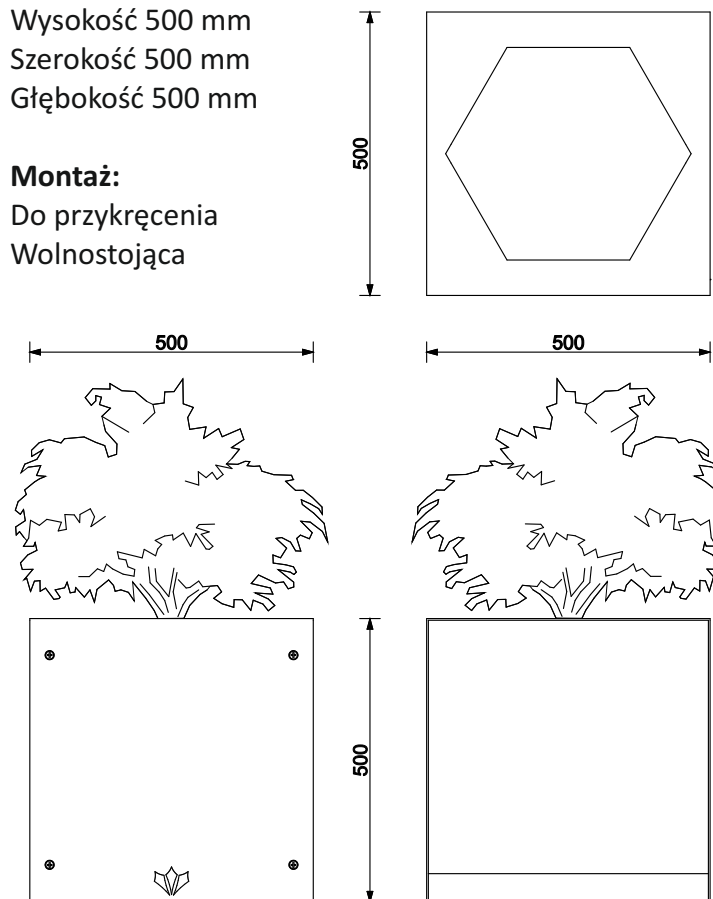 Wysokość 500 mm
Szerokość 500 mm
Głębokość 500 mm
Montaż:
Do przykręcenia
Wolnostojąca
500
500
500
500